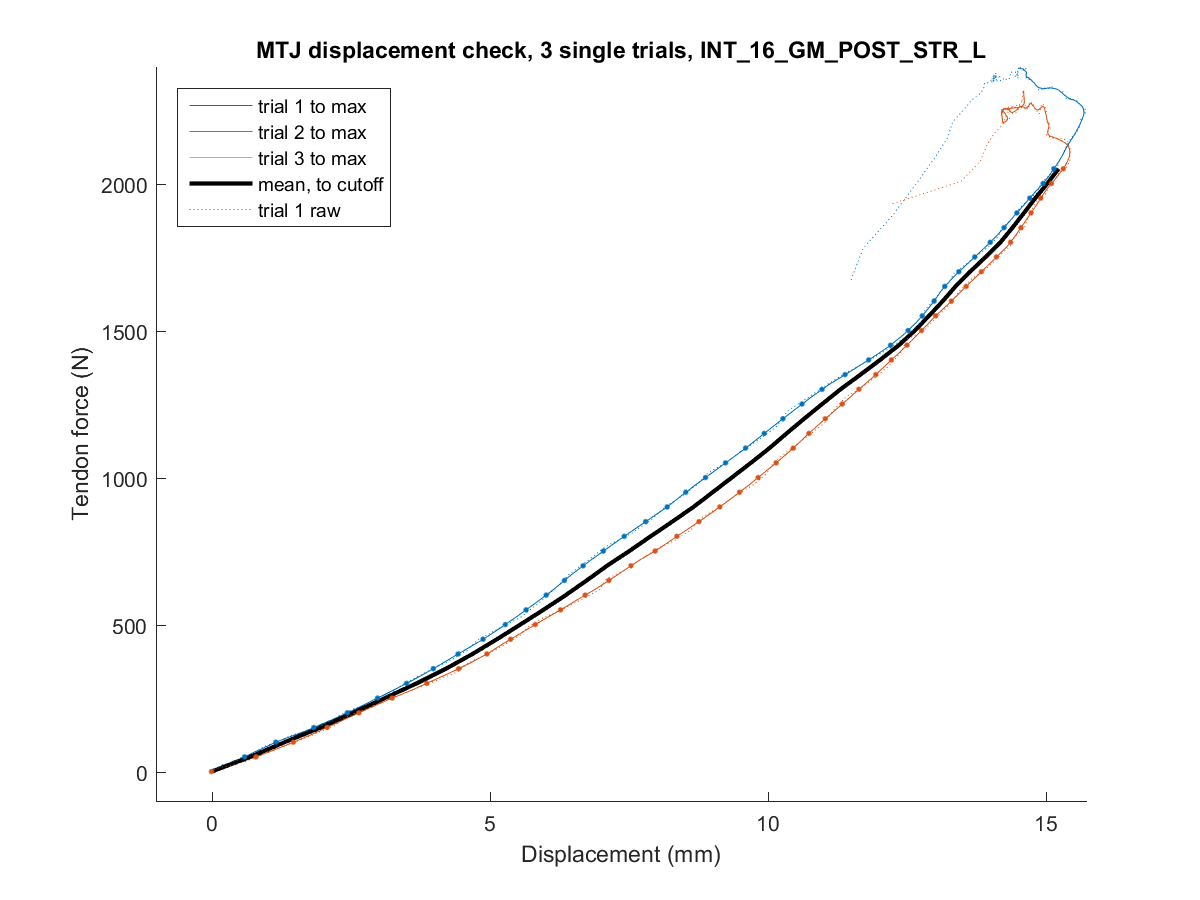 MTJ displacement check, 3 single trials, INT_16_GM_POST_STR_L
trial 1 to max
trial 2 to max
trial 3 to max
mean, to cutoff
trial 1 raw
2000
1500
1000
500
0
Tendon force (N)
0 5 10 15
Displacement (mm)